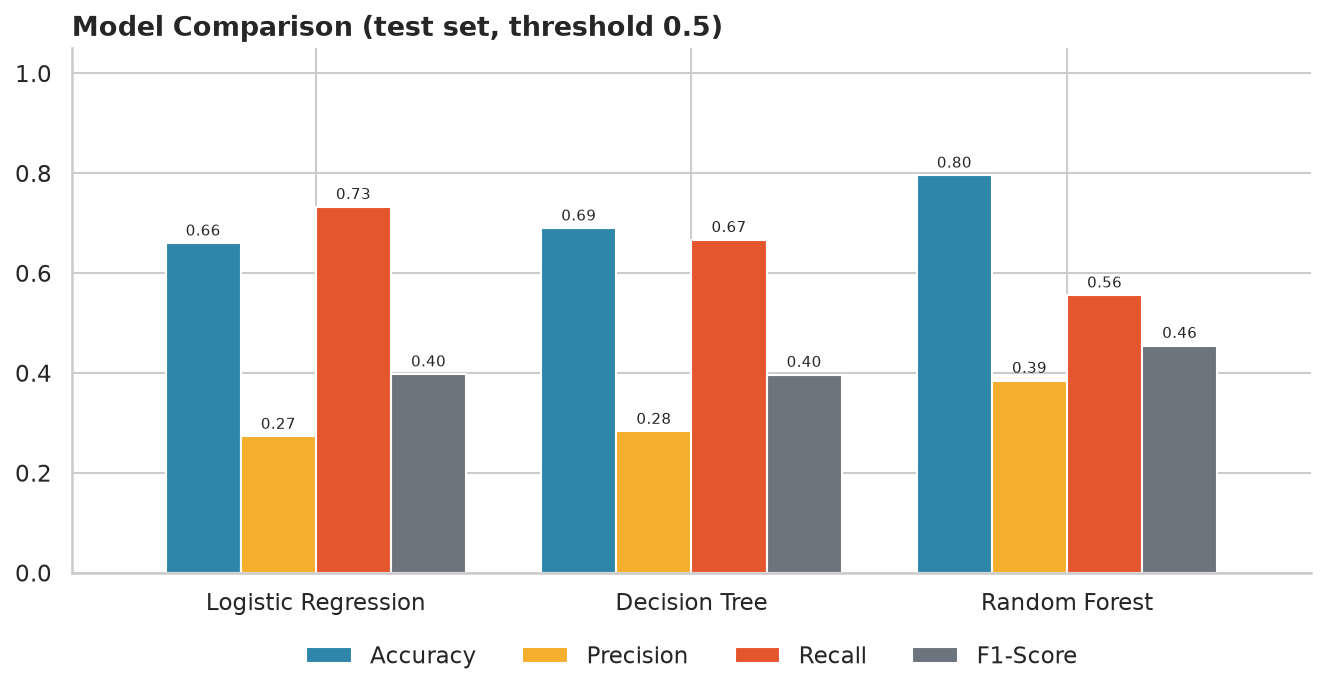 Model Comparison (test set, threshold 0.5)
1.0
0.8
0.6
0.4
0.2
0.0
0.66
0.27
0.73
0.40
0.69
0.28
0.67
0.40
0.80
0.39
0.56
0.46
Logistic Regression
Decision Tree
Random Forest
Accuracy
Precision
Recall
F1-Score